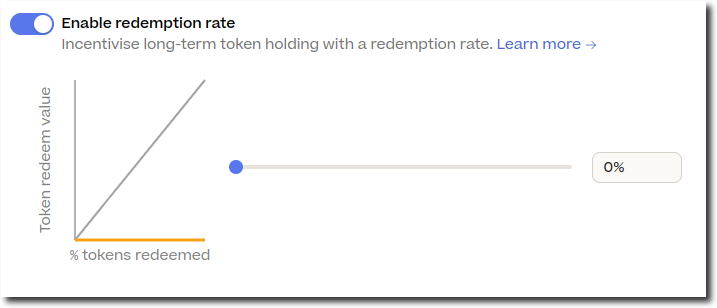 Enable redemption rate
Incentivise long-term token holding with a redemption rate. Learn more →
Token redeem value
0%
% tokens redeemed